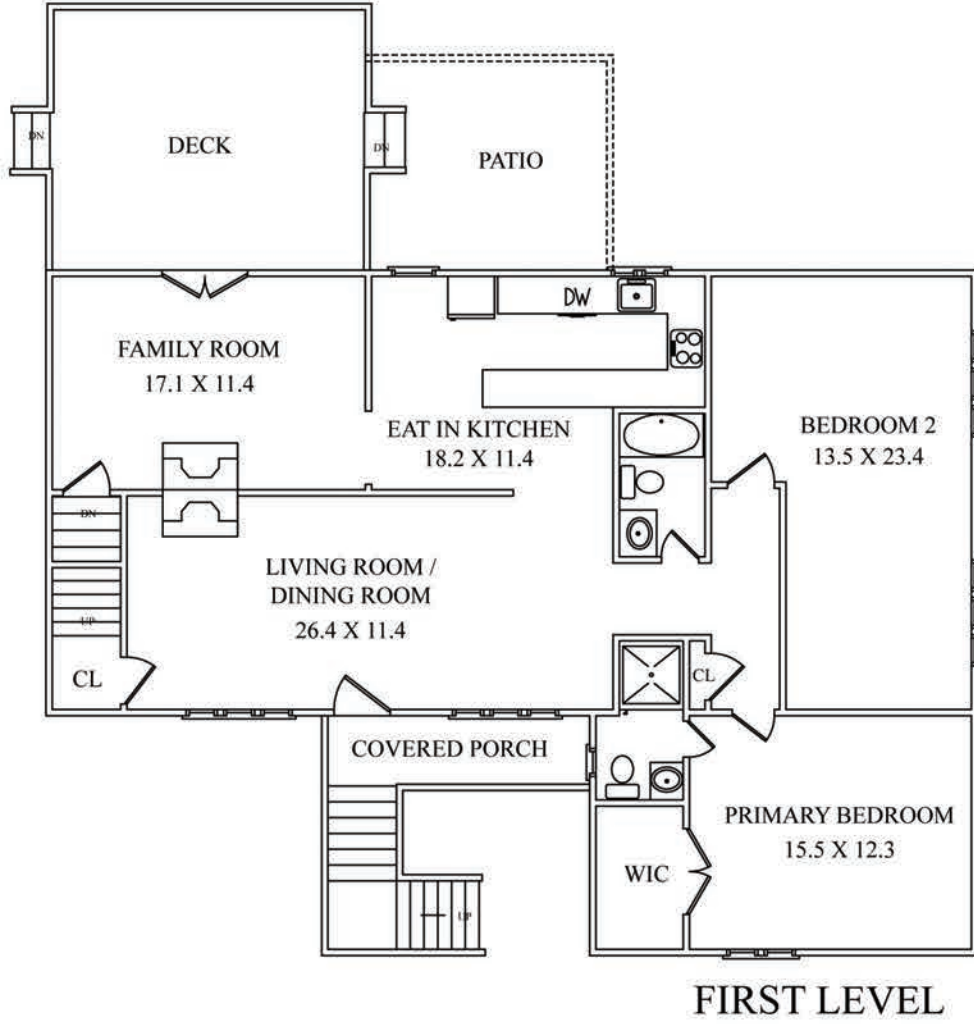 DECK
DN
DN
PATIO
DW
FAMILY ROOM
17.1 X 11.4
EAT IN KITCHEN
18.2 X 11.4
BEDROOM 2
13.5 X 23.4
DN
UP
LIVING ROOM /
DINING ROOM
26.4 X 11.4
CL
CL
COVERED PORCH
PRIMARY BEDROOM
15.5 X 12.3
WIC
UP
FIRST LEVEL